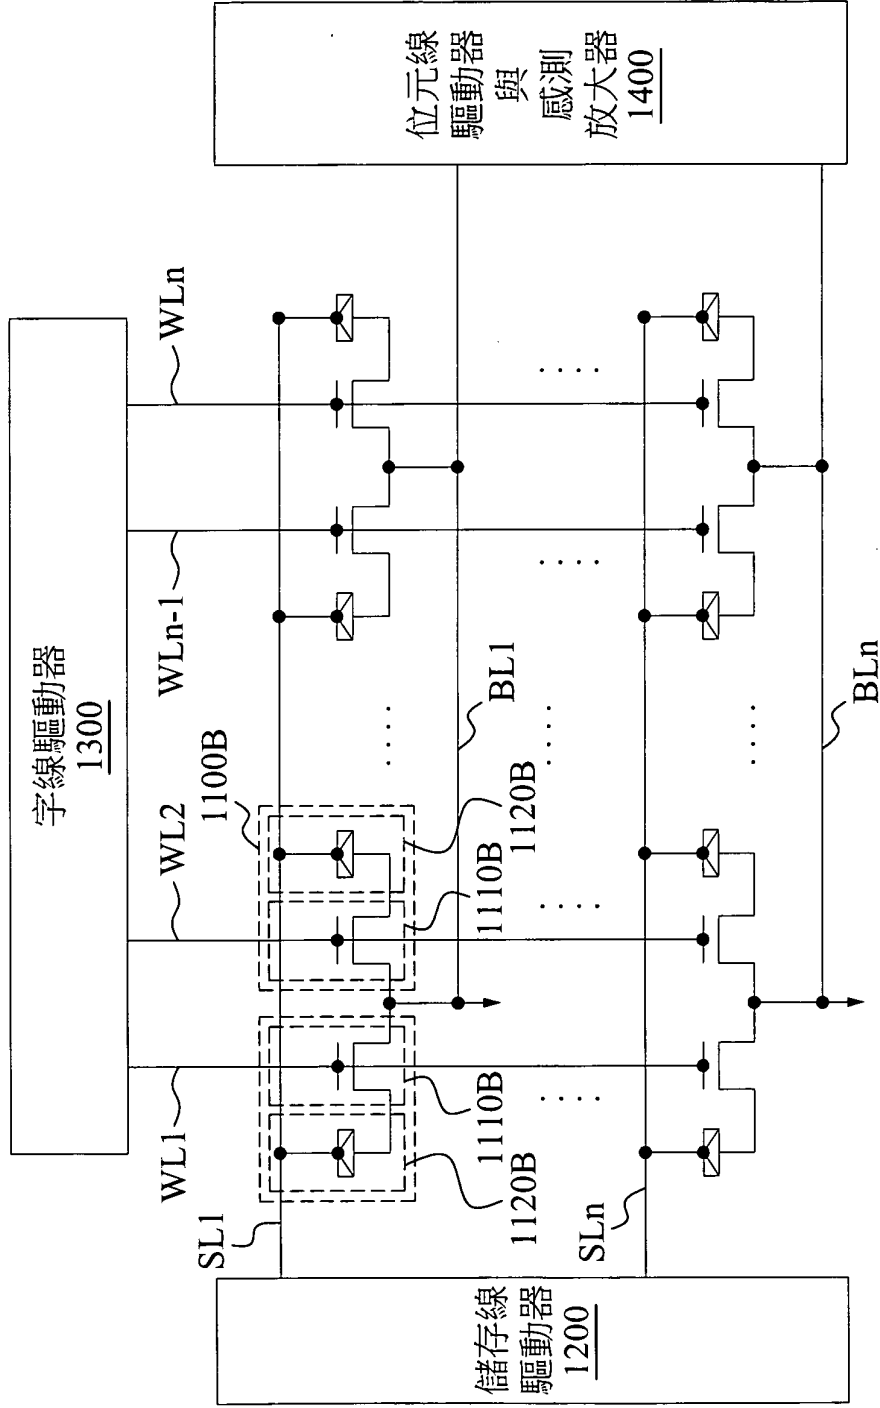 字線驅動器
1300
WL1
WL2
WLn-1
WLn
1100B
SL1
1120B
1110B
1110B
1120B
BL1
SLn
BLn
儲存線
驅動器
1200
位元線
驅動器
與
感測
放大器
1400